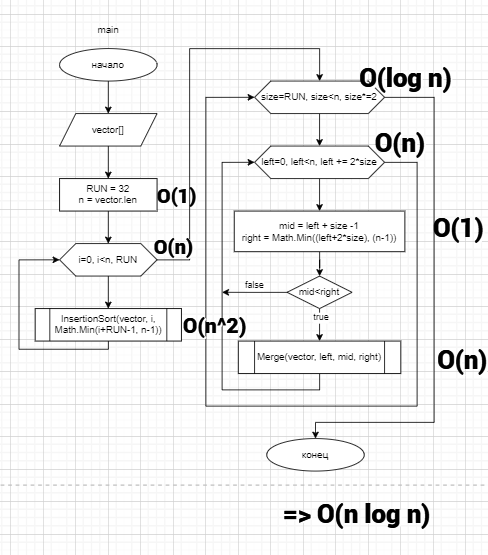 main
начало
vector[]
RUN = 32
n = vector.len
O(1)
i=0, i<n, RUN
O(n)
InsertionSort(vector, i,
Math.Min(i+RUN-1, n-1))
O(n^2)
size=RUN, size<n, size*=2
O(log n)
left=0, left<n, left += 2*size
O(n)
mid = left + size -1
right = Math.Min((left+2*size), (n-1))
O(1)
mid<right
false
true
Merge(vector, left, mid, right)
O(n)
конец
=> O(n log n)